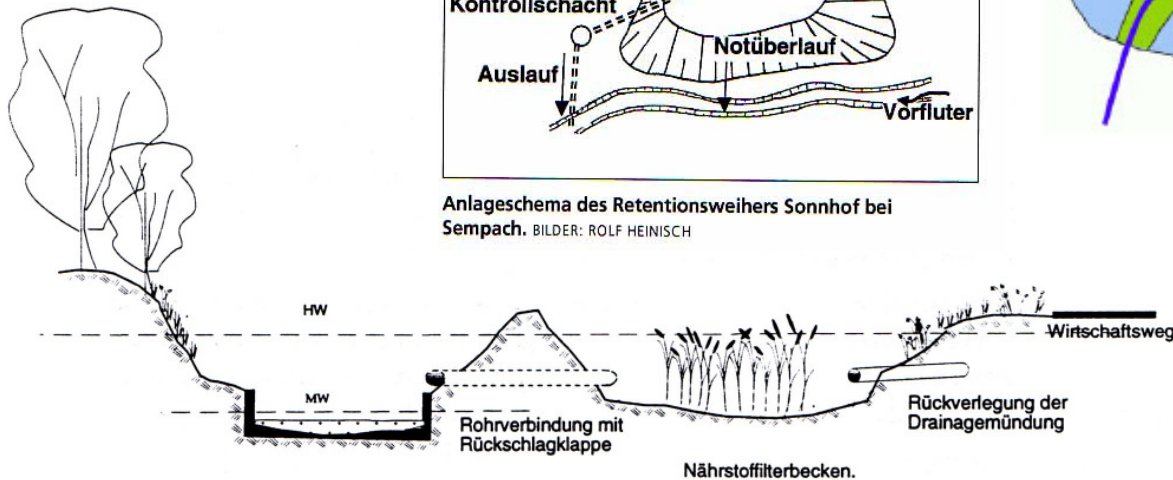 Kontrollschacht
Notüberlauf
Auslauf
Vorfluter
Anlageschema des Retentionsweihers Sonnhof bei
Sempach. BILDER: ROLF HEINISCH
HW
Wirtschaftsweg
MW
Rohrverbindung mit
Rückschlagklappe
Rückverlegung der
Drainagemündung
Nährstoffilterbecken.